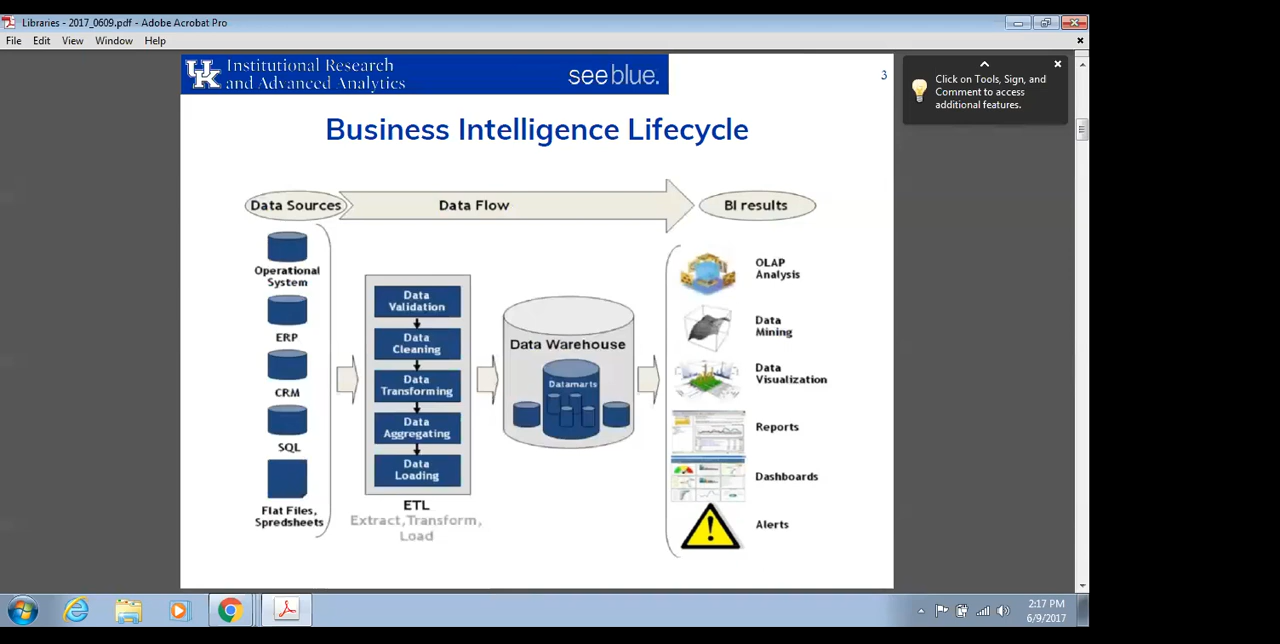 Libraries - 2017_0609.pdf - Adobe Acrobat Pro
File Edit View Window Help
UK Institutional Research
and Advanced Analytics
see blue.
3
Click on Tools, Sign, and
Comment to access
additional features.
Business Intelligence Lifecycle
Data Sources
Data Flow
BI results
Operational
System
ERP
CRM
SQL
Flat Files,
Spredsheets
Data
Validation
Data
Cleaning
Data
Transforming
Data
Aggregating
Data
Loading
ETL
Extract, Transform,
Load
Data Warehouse
Datamarts
OLAP
Analysis
Data
Mining
Data
Visualization
Reports
Dashboards
Alerts
2:17 PM
6/9/2017